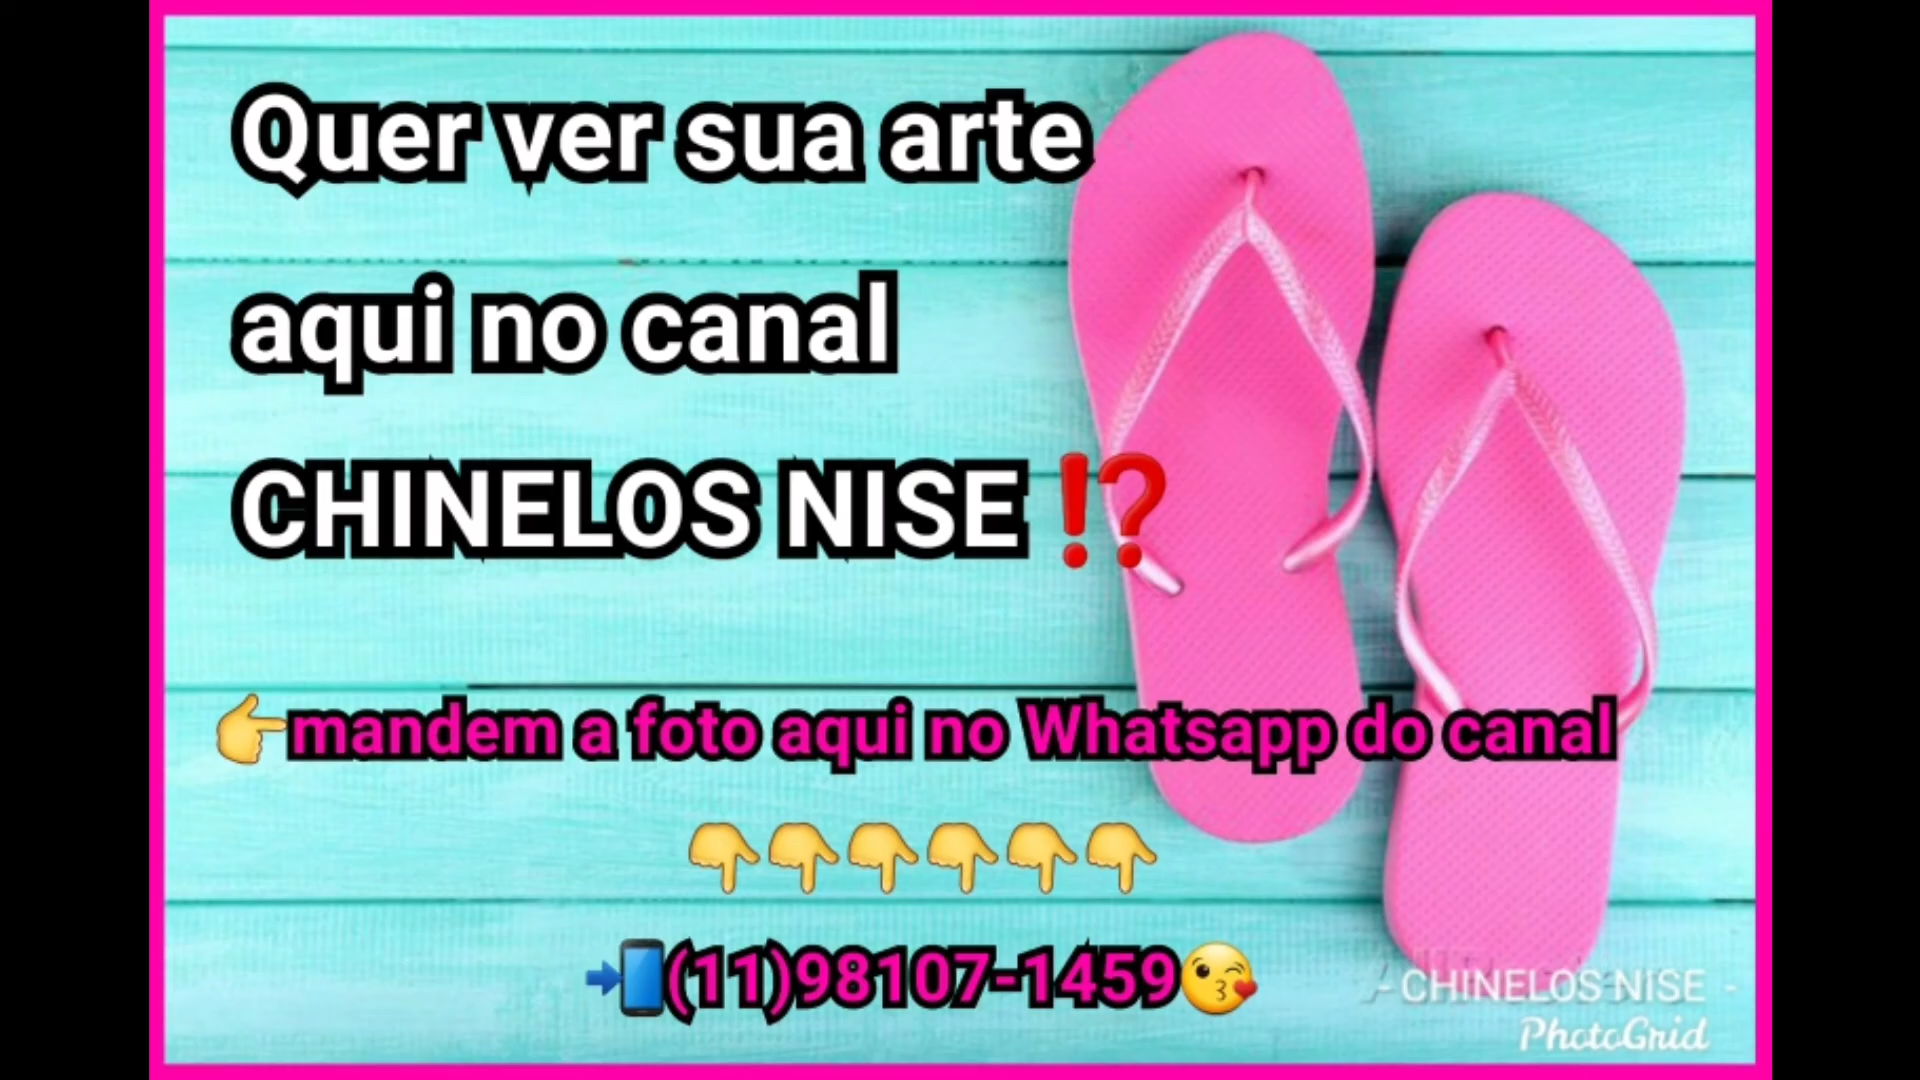 Quer ver sua arte
aqui no canal
CHINELOS NISE ⁉️
👉mandem a foto aqui no Whatsapp do canal
👇👇👇👇👇👇
📲(11)98107-1459😘
- CHINELOS NISE -
PhotoGrid